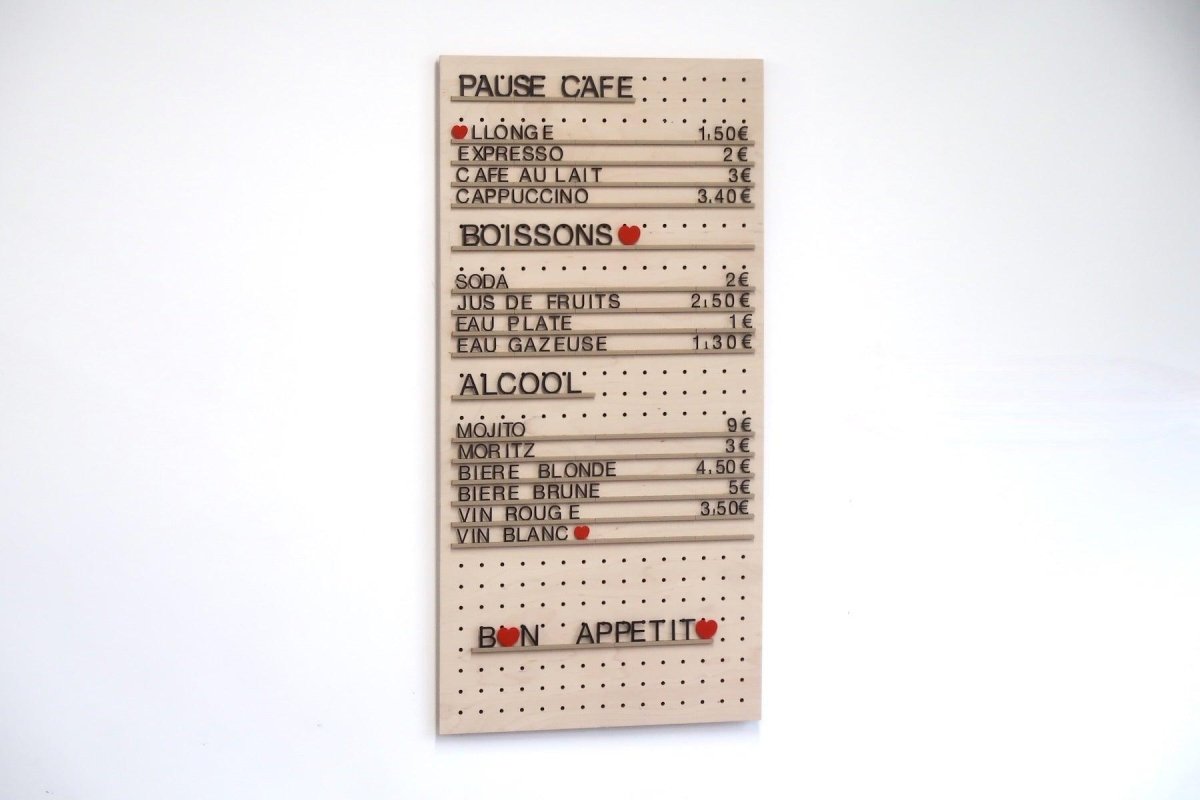 PAUSE CAFE
LLONGE 1,50€
EXPRESSO 2€
CAFE AU LAIT 3€
CAPPUCCINO 3,40€
BOISSONS
SODA 2€
JUS DE FRUITS 2,50€
EAU PLATE 1€
EAU GAZEUSE 1,30€
ALCOOL
MOJITO 9€
MORITZ 3€
BIERE BLONDE 4,50€
BIERE BRUNE 5€
VIN ROUGE 3,50€
VIN BLANC
B❤N APPETIT